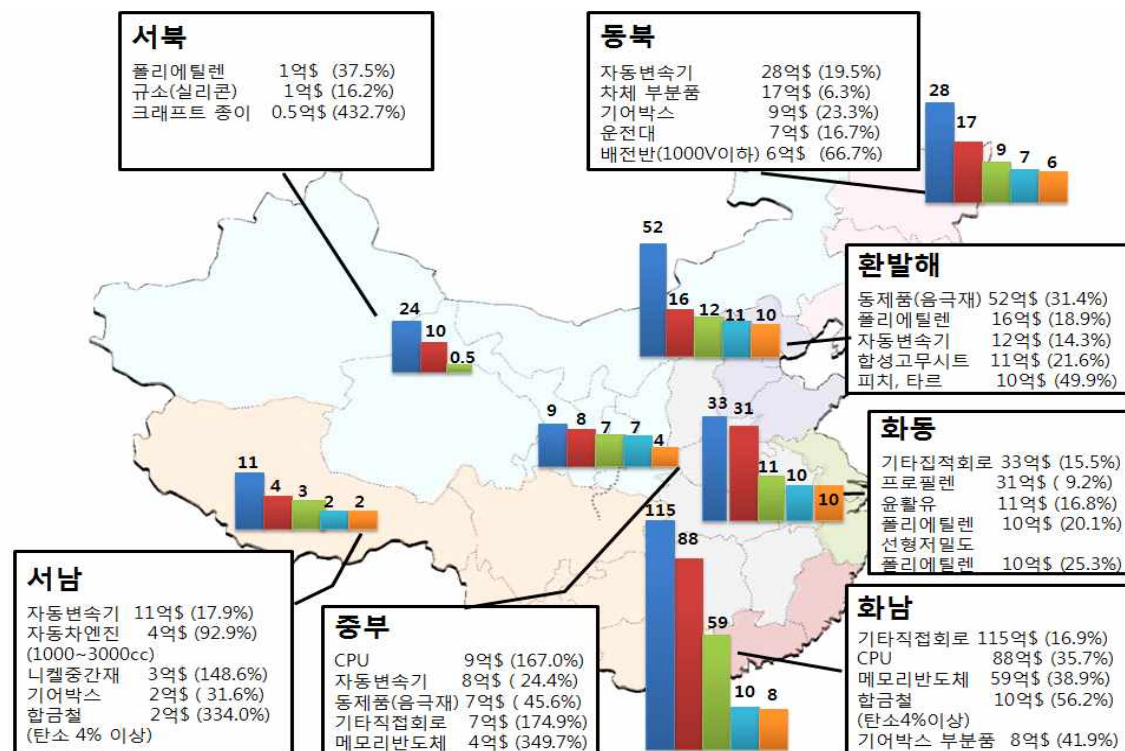 서북
폴리에틸렌 1억$ (37.5%)
규소(실리콘) 1억$ (16.2%)
크래프트 종이 0.5억$ (432.7%)
동북
자동변속기 28억$ (19.5%)
차체 부분품 17억$ (6.3%)
기어박스 9억$ (23.3%)
운전대 7억$ (16.7%)
배전반(1000V이하) 6억$ (66.7%)
28
17
9
7
6
52
16
12
11
10
환발해
동제품(음극재) 52억$ (31.4%)
폴리에틸렌 16억$ (18.9%)
자동변속기 12억$ (14.3%)
합성고무시트 11억$ (21.6%)
피치, 타르 10억$ (49.9%)
24
10
0.5
9
8
7
7
4
33
31
11
10
10
화동
기타집적회로 33억$ (15.5%)
프로필렌 31억$ ( 9.2%)
윤활유 11억$ (16.8%)
폴리에틸렌 10억$ (20.1%)
선형저밀도
폴리에틸렌 10억$ (25.3%)
11
4
3
2
2
115
88
59
10
8
서남
자동변속기 11억$ (17.9%)
자동차엔진 4억$ (92.9%)
(1000~3000cc)
니켈중간재 3억$ (148.6%)
기어박스 2억$ ( 31.6%)
합금철 2억$ (334.0%)
(탄소 4% 이상)
중부
CPU 9억$ (167.0%)
자동변속기 8억$ ( 24.4%)
동제품(음극재) 7억$ ( 45.6%)
기타직접회로 7억$ (174.9%)
메모리반도체 4억$ (349.7%)
화남
기타직접회로 115억$ (16.9%)
CPU 88억$ (35.7%)
메모리반도체 59억$ (38.9%)
합금철 10억$ (56.2%)
(탄소4%이상)
기어박스 부분품 8억$ (41.9%)